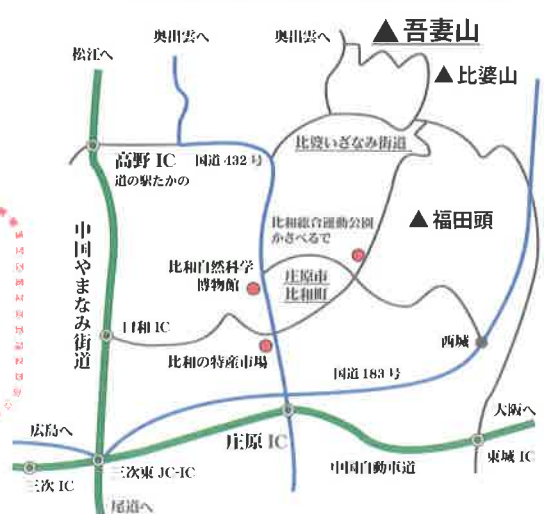 奥出雲へ
奥出雲へ
▲吾妻山
松江へ
▲比婆山
比婆いざなみ街道
高野 IC
国道 432 号
道の駅たかの
▲福田頭
比和総合運動公園
かさべるで
中国やまなみ街道
比和自然科学
博物館
庄原市
比和町
口和 IC
西城
比和の特産市場
国道 183 号
大阪へ
広島へ
庄原 IC
東城 IC
中国自動車道
三次東 JC-IC
三次 IC
尾道へ